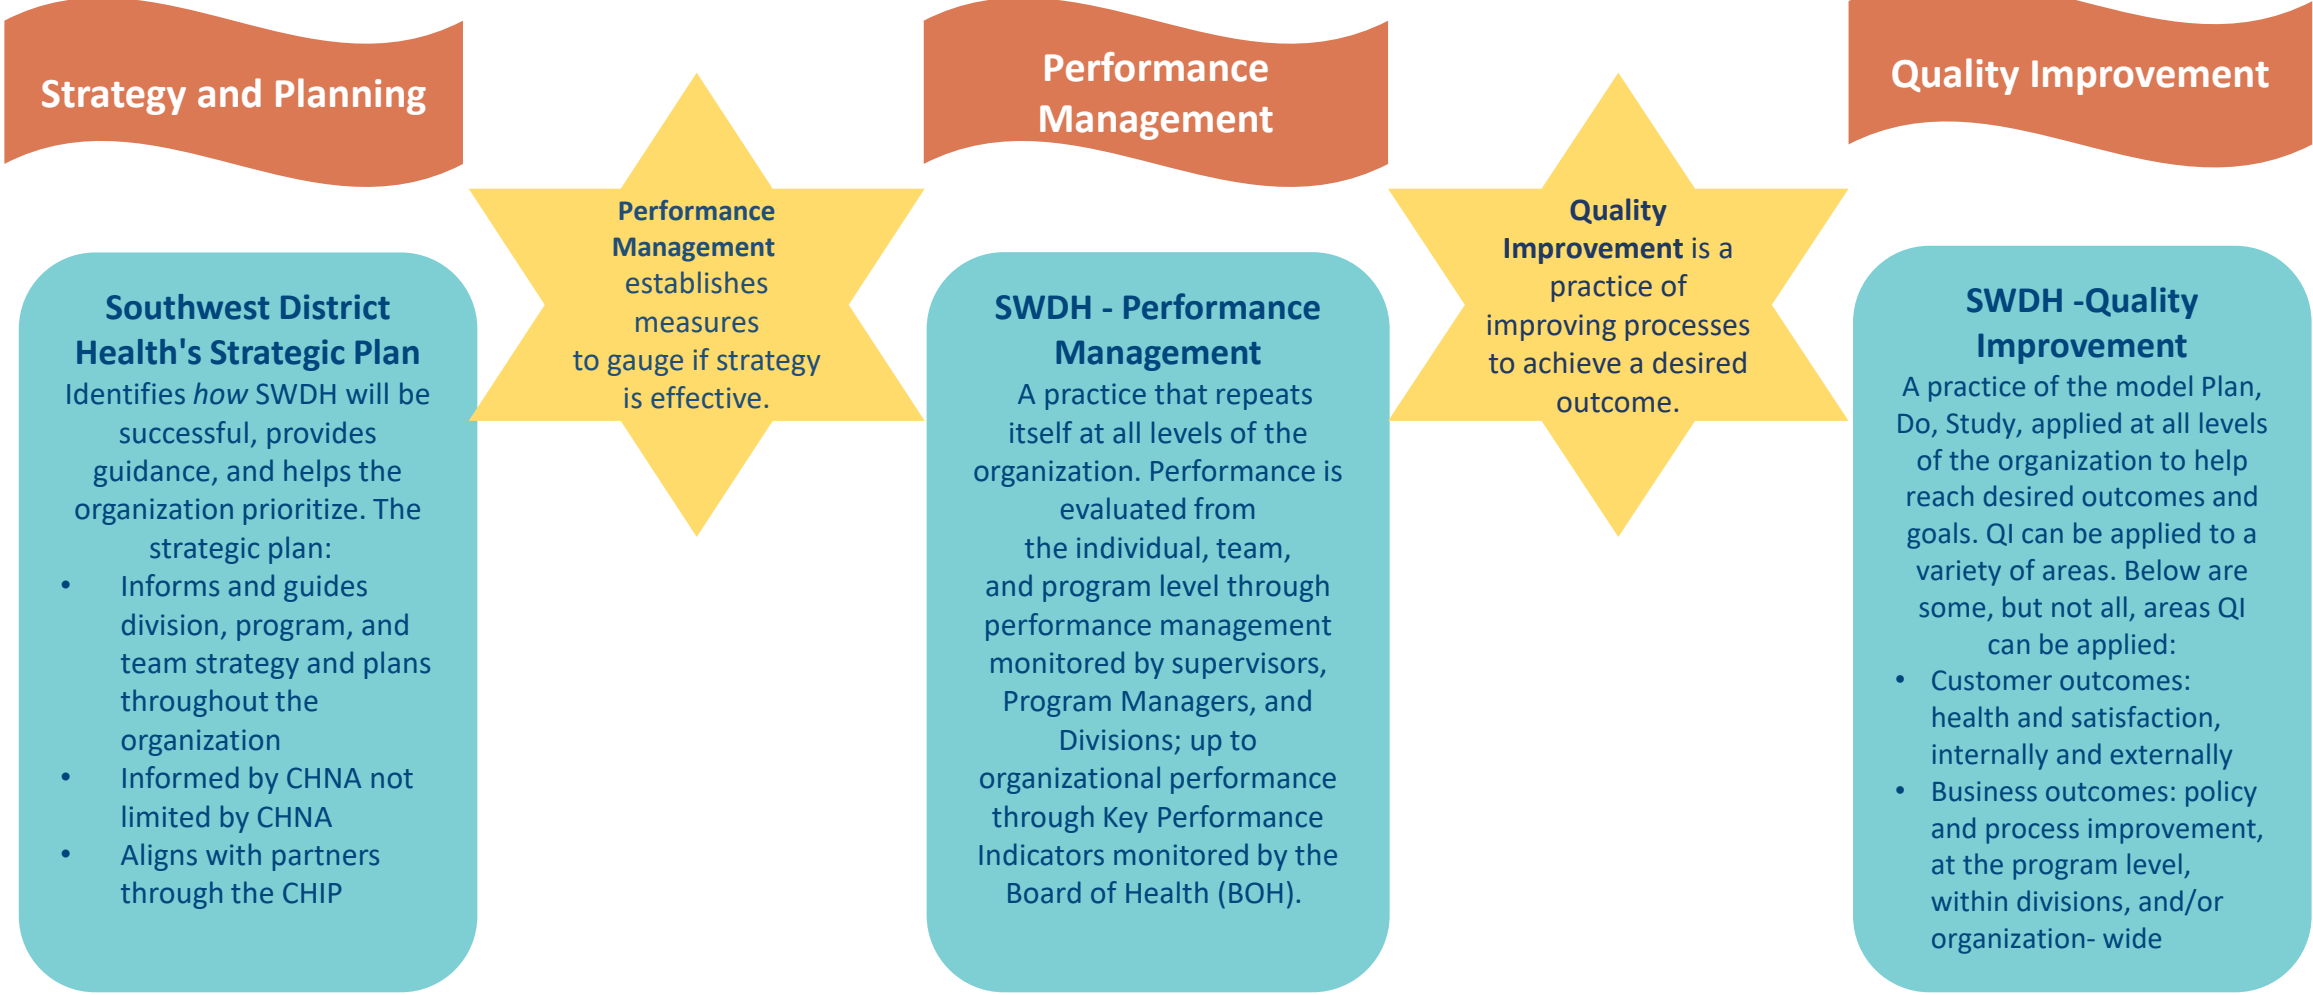 Strategy and Planning
Southwest District
Health's Strategic Plan
Identifies how SWDH will be
successful, provides
guidance, and helps the
organization prioritize. The
strategic plan:
• Informs and guides
division, program, and
team strategy and plans
throughout the
organization
• Informed by CHNA not
limited by CHNA
• Aligns with partners
through the CHIP
Performance
Management
establishes
measures
to gauge if strategy
is effective.
Performance
Management
SWDH - Performance
Management
A practice that repeats
itself at all levels of the
organization. Performance is
evaluated from
the individual, team,
and program level through
performance management
monitored by supervisors,
Program Managers, and
Divisions; up to
organizational performance
through Key Performance
Indicators monitored by the
Board of Health (BOH).
Quality
Improvement is a
practice of
improving processes
to achieve a desired
outcome.
Quality Improvement
SWDH -Quality
Improvement
A practice of the model Plan,
Do, Study, applied at all levels
of the organization to help
reach desired outcomes and
goals. QI can be applied to a
variety of areas. Below are
some, but not all, areas QI
can be applied:
• Customer outcomes:
health and satisfaction,
internally and externally
• Business outcomes: policy
and process improvement,
at the program level,
within divisions, and/or
organization- wide